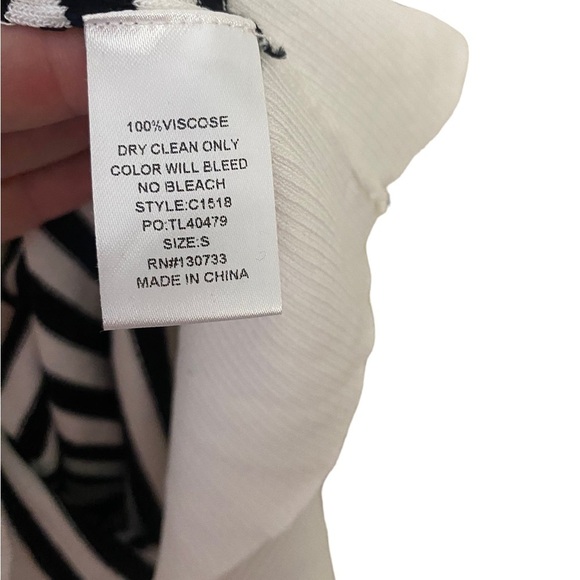 100%VISCOSE
DRY CLEAN ONLY
COLOR WILL BLEED
NO BLEACH
STYLE:C1518
PO:TL40479
SIZE:S
RN#130733
MADE IN CHINA